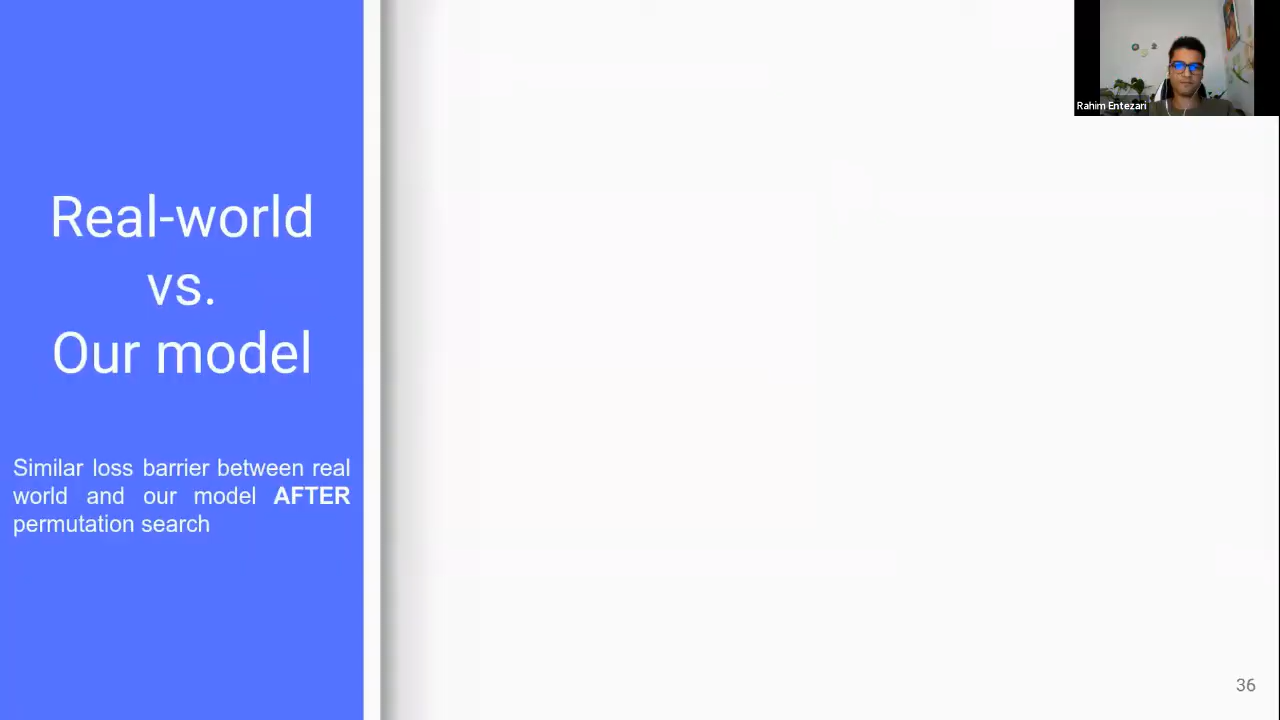 Real-world
vs.
Our model
Similar loss barrier between real
world and our model AFTER
permutation search
Rahim Entezari
36